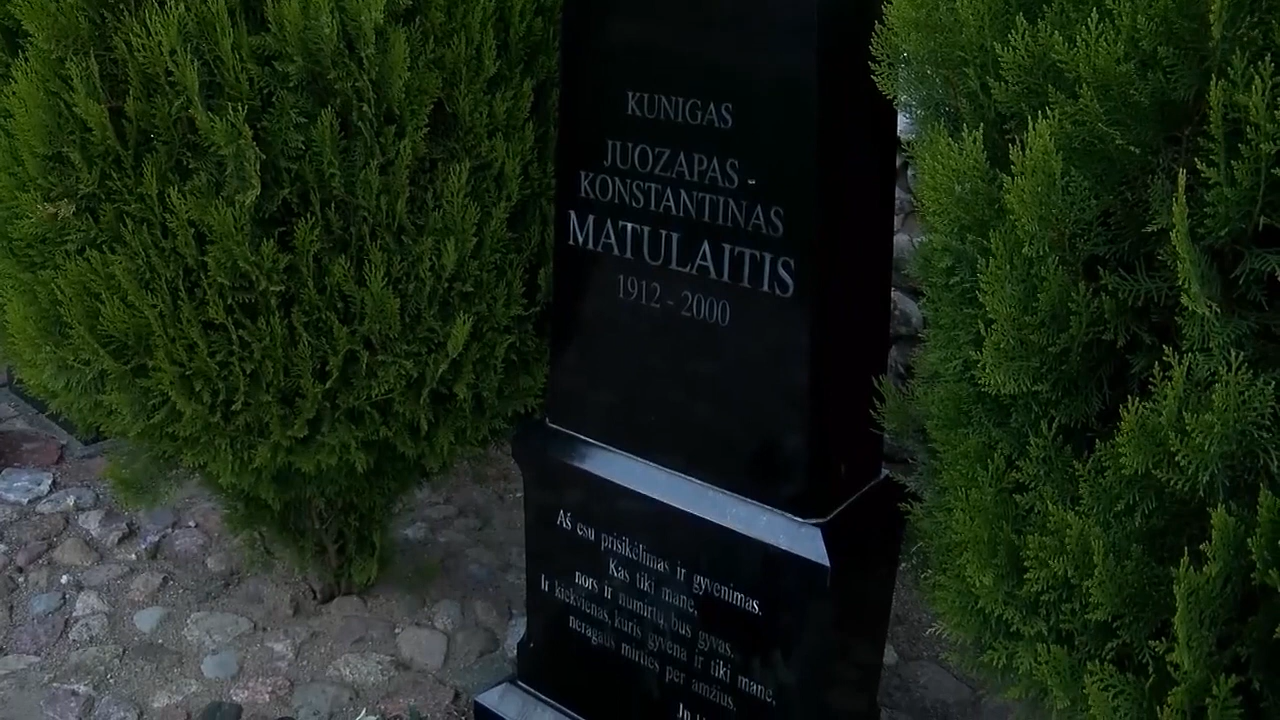 KUNIGAS
JUOZAPAS -
KONSTANTINAS
MATULAITIS
1912 - 2000
Aš esu prisikėlimas ir gyvenimas.
Kas tiki mane,
nors ir numirtų, bus gyvas.
Ir kiekvienas, kuris gyvena ir tiki mane,
neragaus mirties per amžius.
Jn